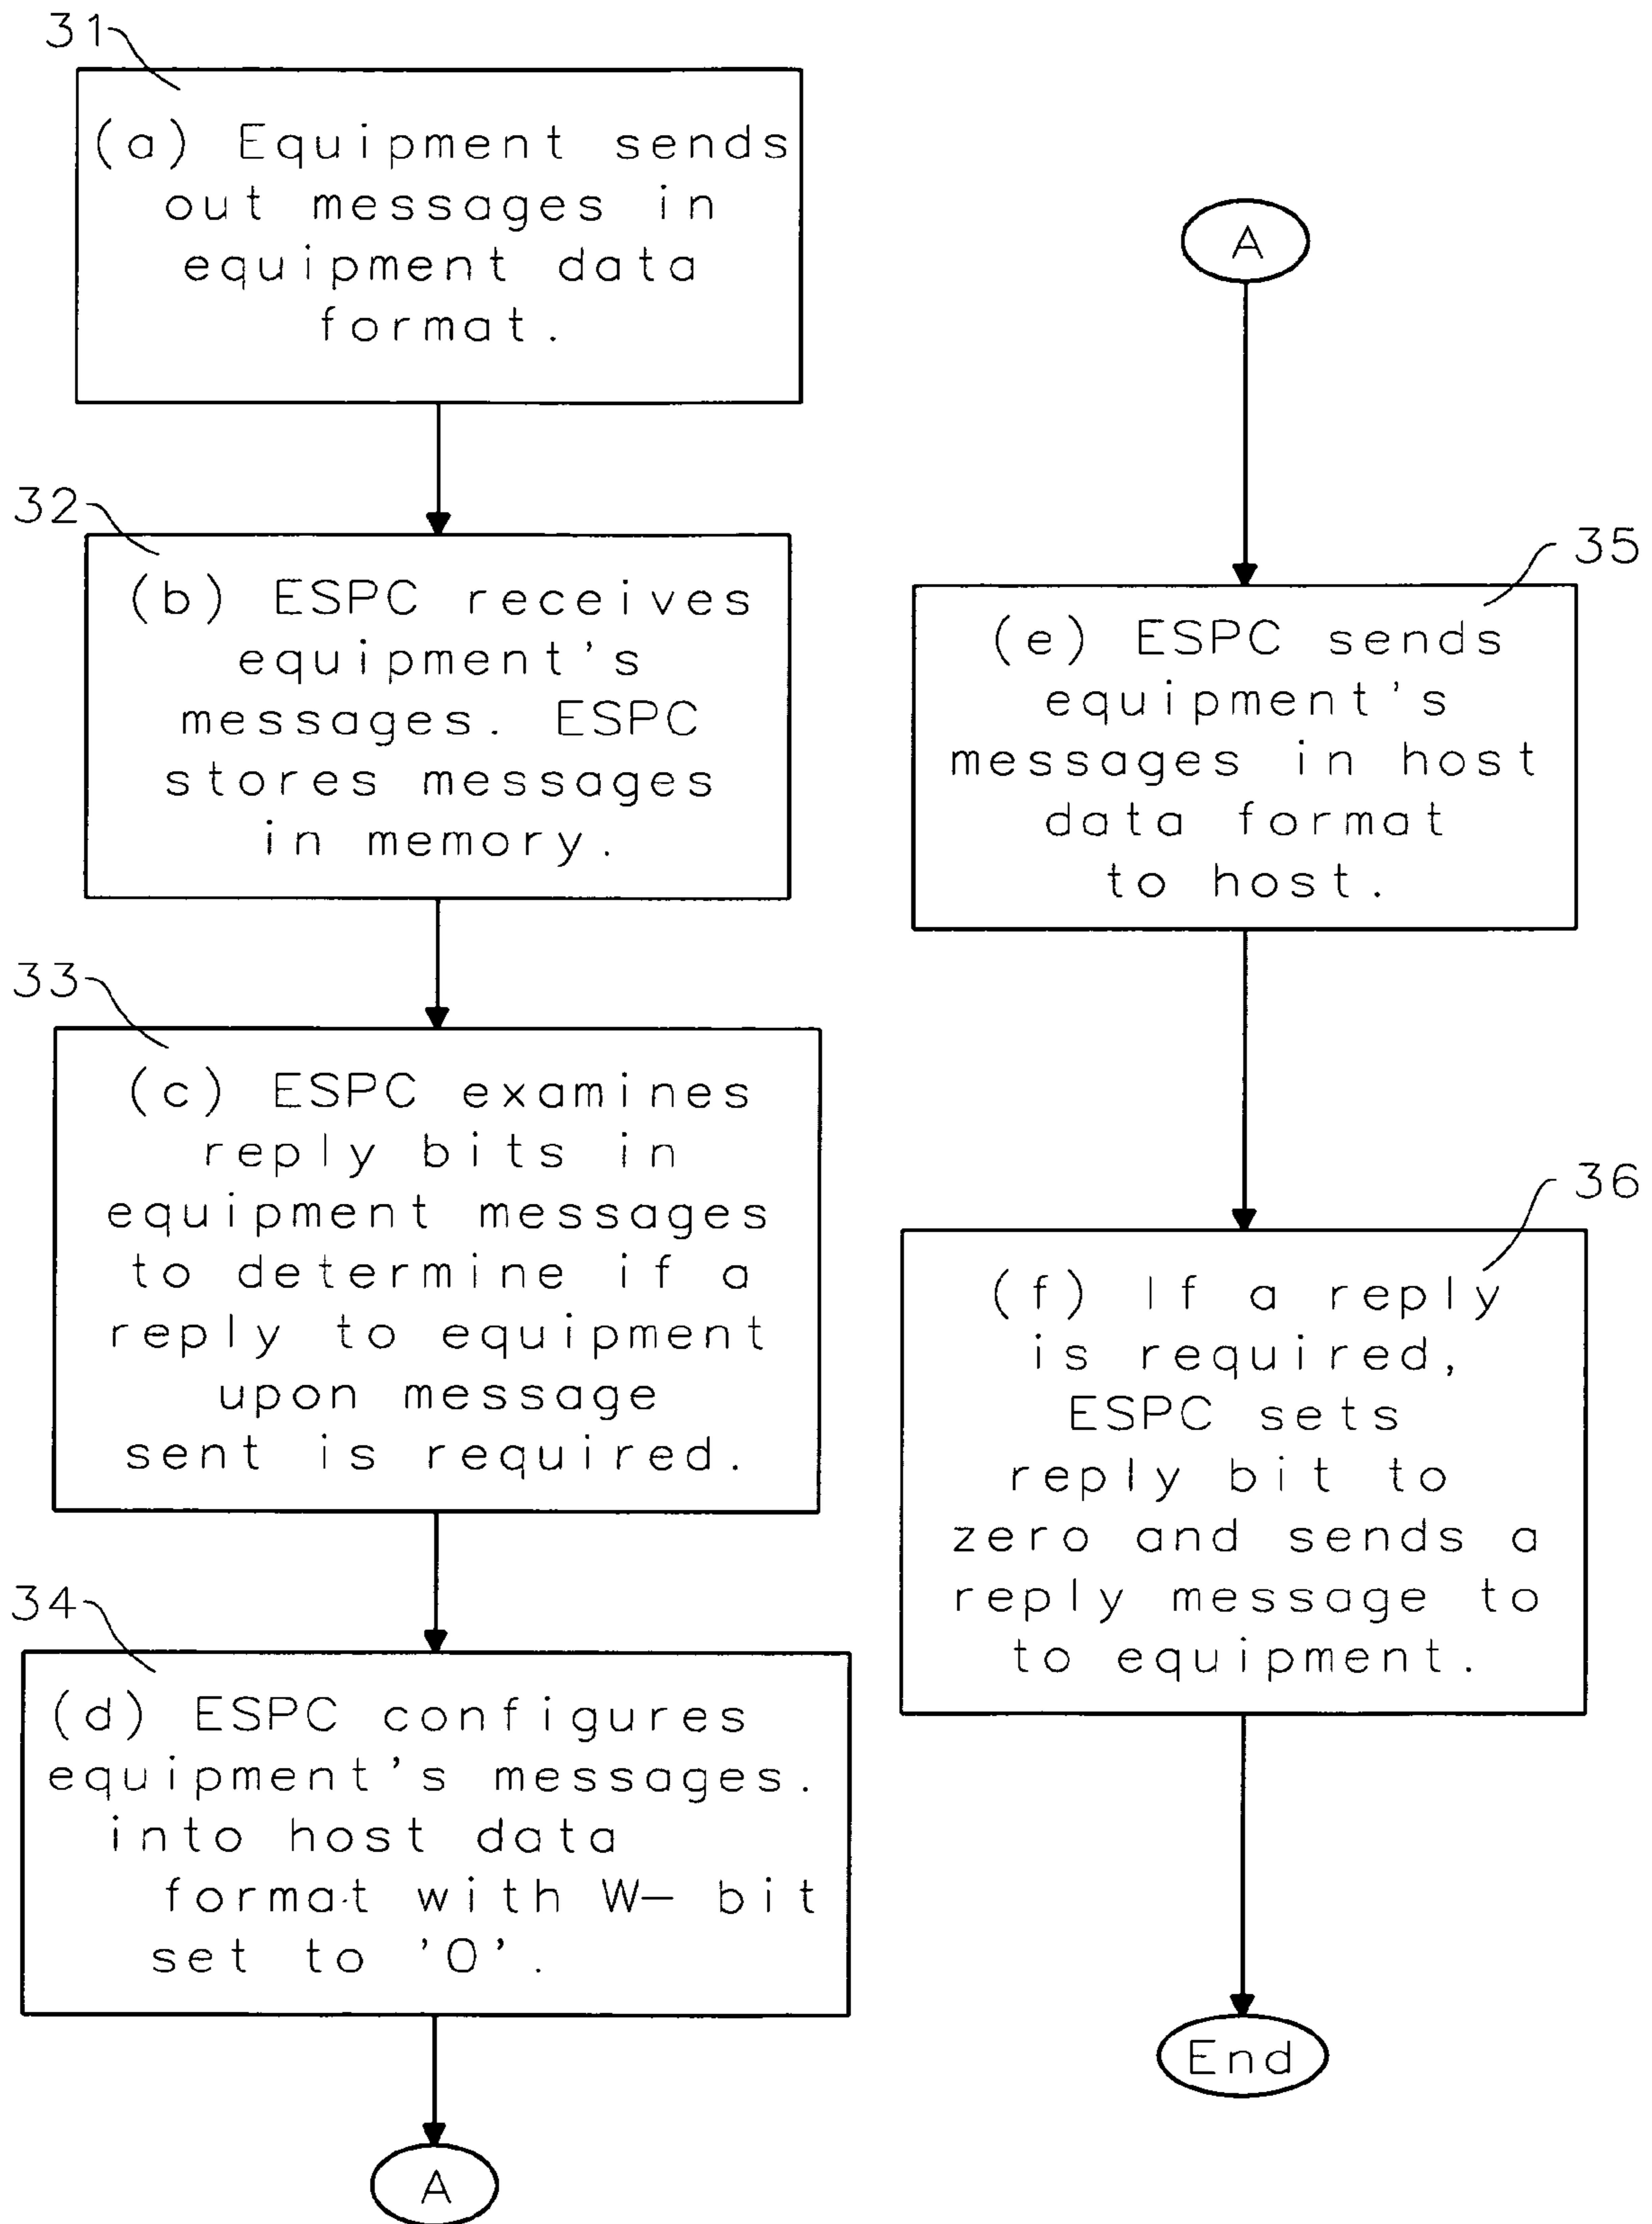 31
(a) Equipment sends
out messages in
equipment data
format.
32
(b) ESPC receives
equipment's
messages. ESPC
stores messages
in memory.
33
(c) ESPC examines
reply bits in
equipment messages
to determine if a
reply to equipment
upon message
sent is required.
34
(d) ESPC configures
equipment's messages.
into host data
format with W- bit
set to '0'.
A
A
35
(e) ESPC sends
equipment's
messages in host
data format
to host.
36
(f) If a reply
is required,
ESPC sets
reply bit to
zero and sends a
reply message to
to equipment.
End